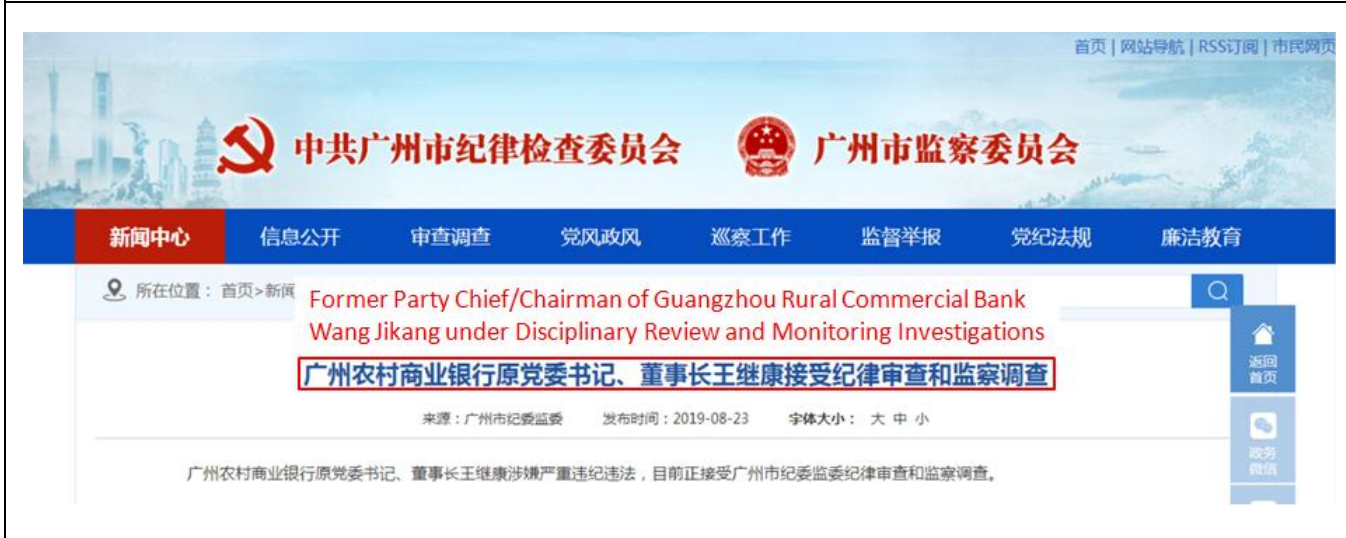 首页 | 网站导航 | RSS订阅 | 市民网页
中共广州市纪律检查委员会 广州市监察委员会
新闻中心 信息公开 审查调查 党风政风 巡察工作 监督举报 党纪法规 廉洁教育
所在位置： 首页>新闻
Former Party Chief/Chairman of Guangzhou Rural Commercial Bank
Wang Jikang under Disciplinary Review and Monitoring Investigations
返回
首页
广州农村商业银行原党委书记、董事长王继康接受纪律审查和监察调查
来源：广州市纪委监委 发布时间：2019-08-23 字体大小： 大 中 小
政务
微信
广州农村商业银行原党委书记、董事长王继康涉嫌严重违纪违法，目前正接受广州市纪委监委纪律审查和监察调查。